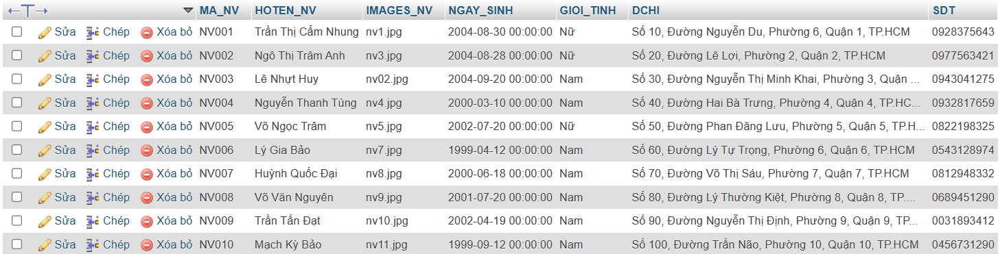 MA_NV HOTEN_NV IMAGES_NV NGAY_SINH GIOI_TINH DCHI SDT
Sửa Chép Xóa bỏ NV001 Trần Thị Cẩm Nhung nv1.jpg 2004-08-30 00:00:00 Nữ Số 10, Đường Nguyễn Du, Phường 6, Quận 1, TP.HCM 0928375643
Sửa Chép Xóa bỏ NV002 Ngô Thị Trâm Anh nv3.jpg 2004-08-28 00:00:00 Nữ Số 20, Đường Lê Lợi, Phường 2, Quận 2, TP.HCM 0977563421
Sửa Chép Xóa bỏ NV003 Lê Nhựt Huy nv02.jpg 2004-09-20 00:00:00 Nam Số 30, Đường Nguyễn Thị Minh Khai, Phường 3, Quận ... 0943041275
Sửa Chép Xóa bỏ NV004 Nguyễn Thanh Tùng nv4.jpg 2000-03-10 00:00:00 Nam Số 40, Đường Hai Bà Trưng, Phường 4, Quận 4, TP.HC... 0932817659
Sửa Chép Xóa bỏ NV005 Võ Ngọc Trâm nv5.jpg 2002-07-20 00:00:00 Nữ Số 50, Đường Phan Đăng Lưu, Phường 5, Quận 5, TP.H... 0822198325
Sửa Chép Xóa bỏ NV006 Lý Gia Bảo nv7.jpg 1999-04-12 00:00:00 Nam Số 60, Đường Lý Tự Trọng, Phường 6, Quận 6, TP.HCM 0543128974
Sửa Chép Xóa bỏ NV007 Huỳnh Quốc Đại nv8.jpg 2000-06-18 00:00:00 Nam Số 70, Đường Võ Thị Sáu, Phường 7, Quận 7, TP.HCM 0812948332
Sửa Chép Xóa bỏ NV008 Võ Văn Nguyên nv9.jpg 2001-07-20 00:00:00 Nam Số 80, Đường Lý Thường Kiệt, Phường 8, Quận 8, TP.... 0689451290
Sửa Chép Xóa bỏ NV009 Trần Tấn Đạt nv10.jpg 2002-04-19 00:00:00 Nam Số 90, Đường Nguyễn Thị Định, Phường 9, Quận 9, TP... 0031893412
Sửa Chép Xóa bỏ NV010 Mạch Kỳ Bảo nv11.jpg 1999-09-12 00:00:00 Nam Số 100, Đường Trần Não, Phường 10, Quận 10, TP.HCM 0456731290